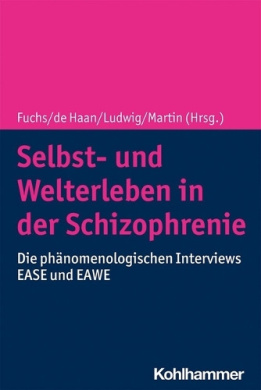 Fuchs/de Haan/Ludwig/Martin (Hrsg.)
Selbst- und
Welterleben in
der Schizophrenie
Die phänomenologischen Interviews
EASE und EAWE
Kohlhammer